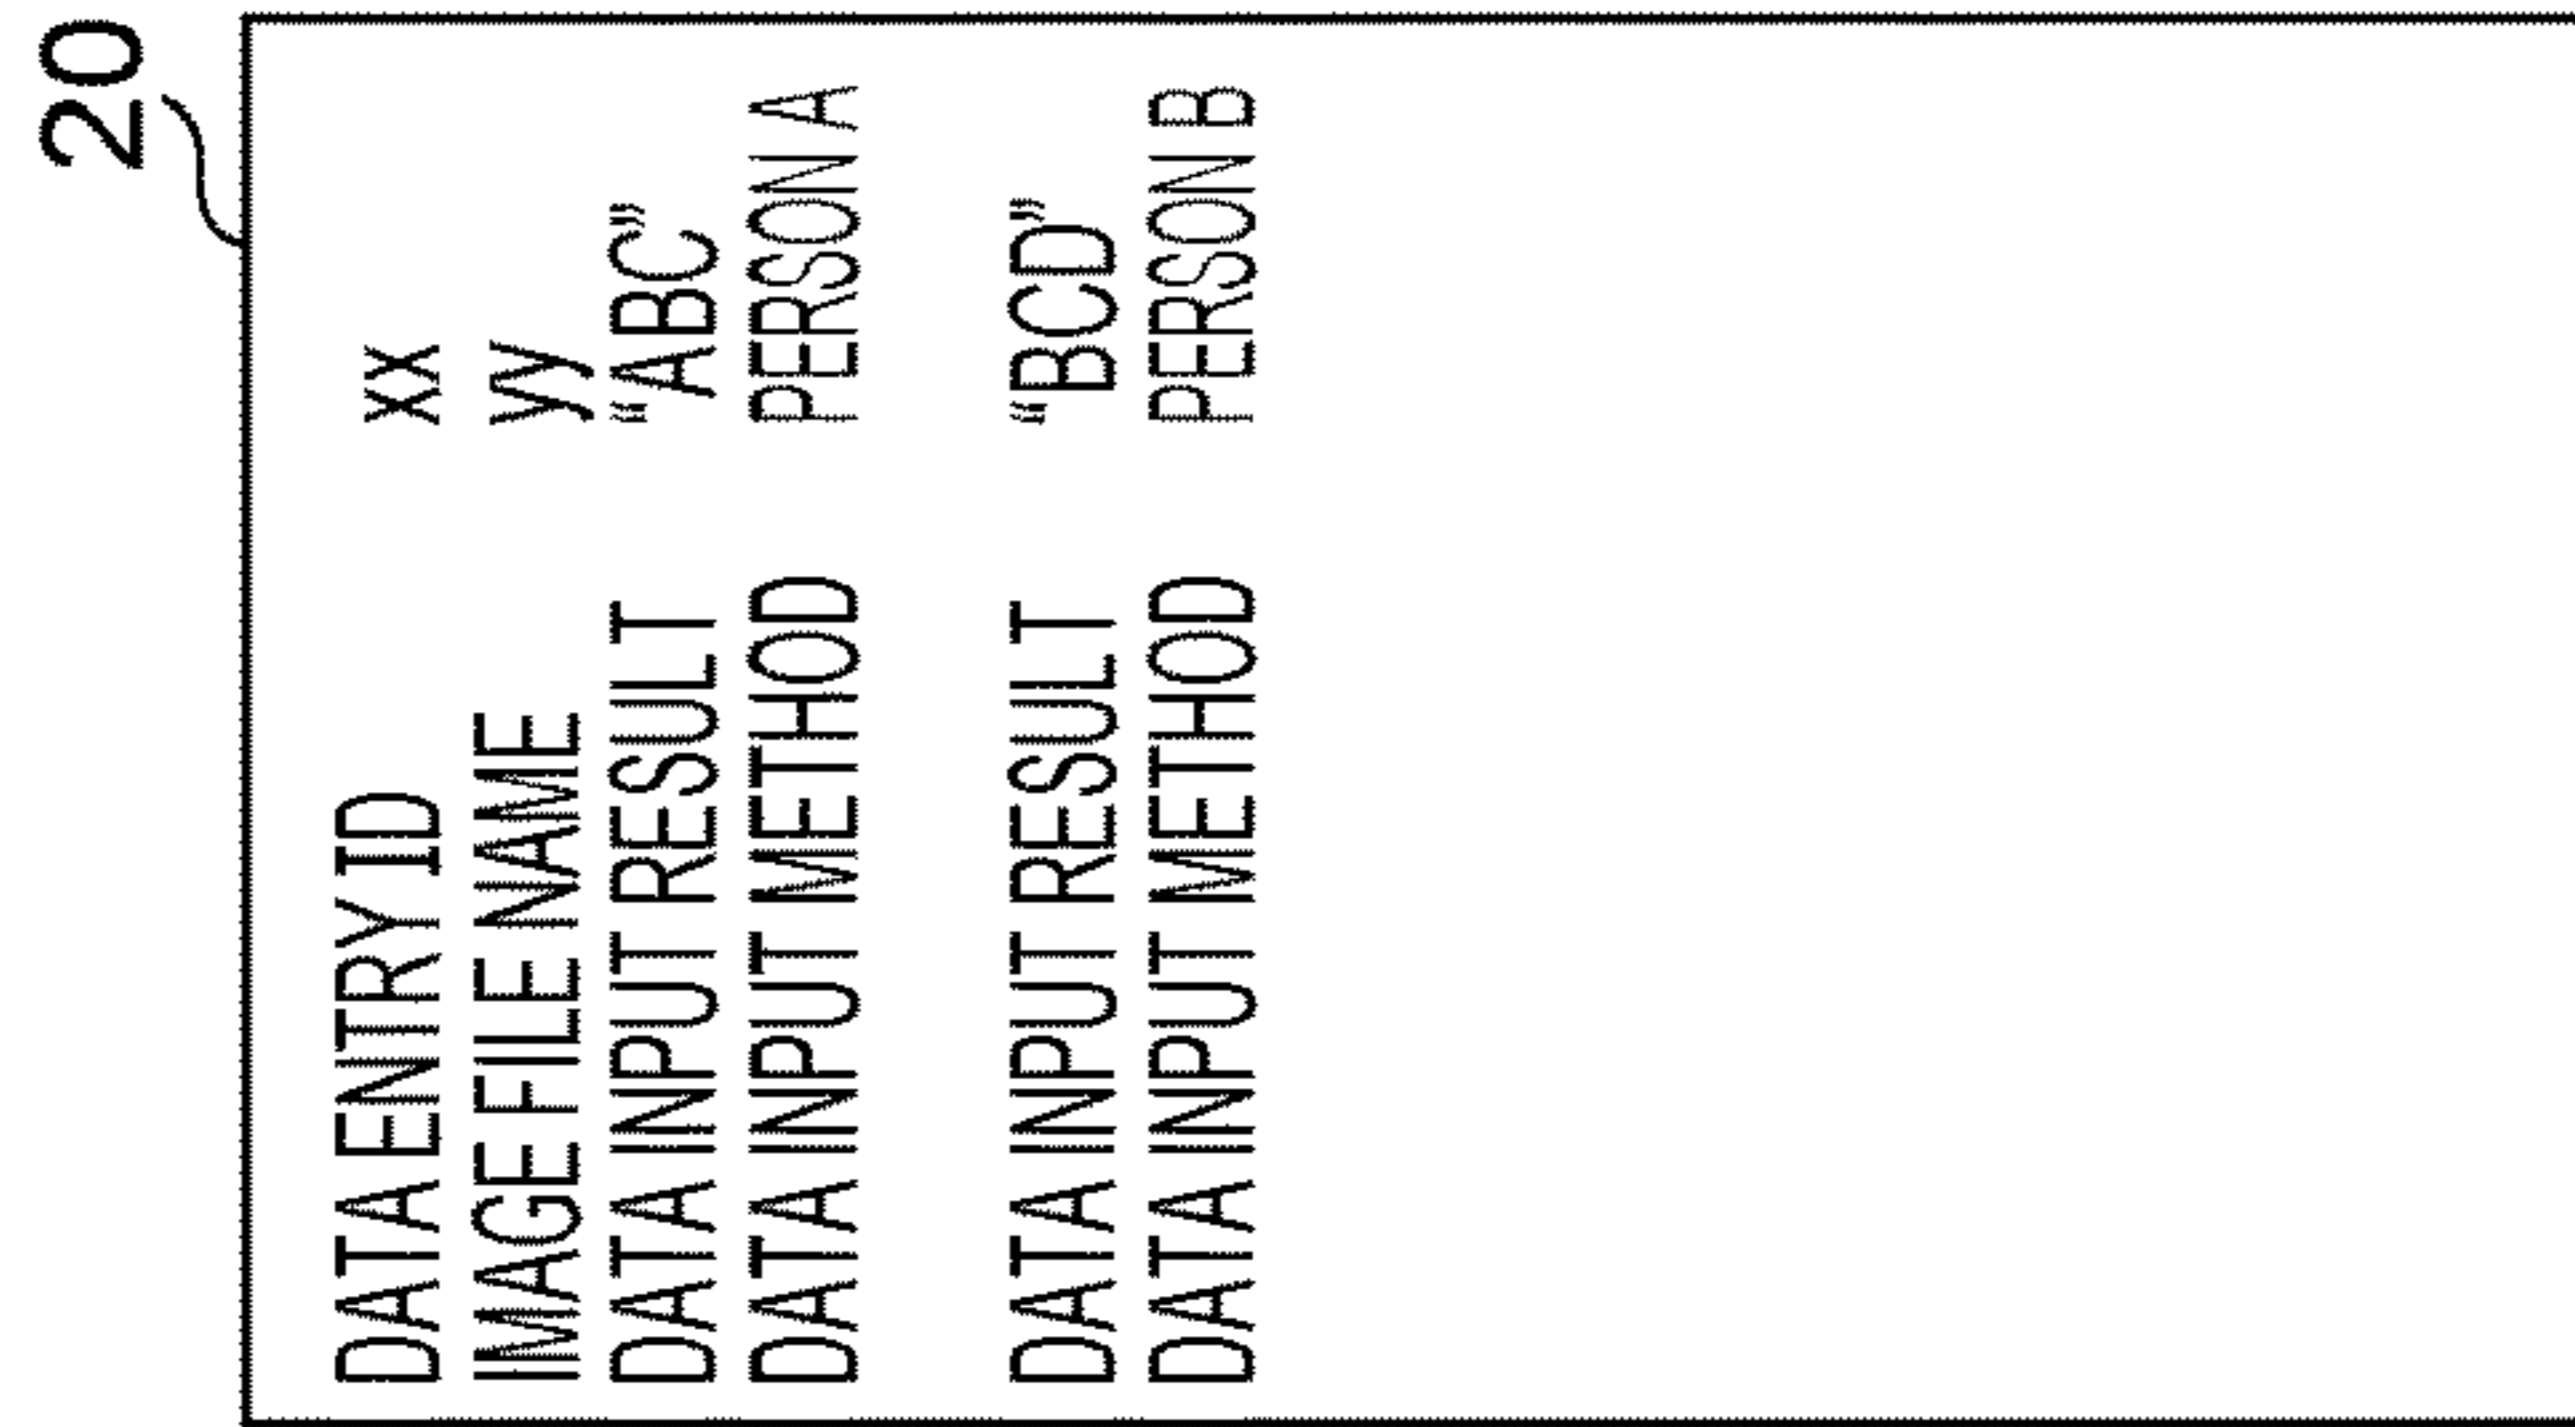 20
DATA ENTRY ID xx
IMAGE FILE NAME yy
DATA INPUT RESULT “ABC”
DATA INPUT METHOD PERSON A
DATA INPUT RESULT “BCD”
DATA INPUT METHOD PERSON B